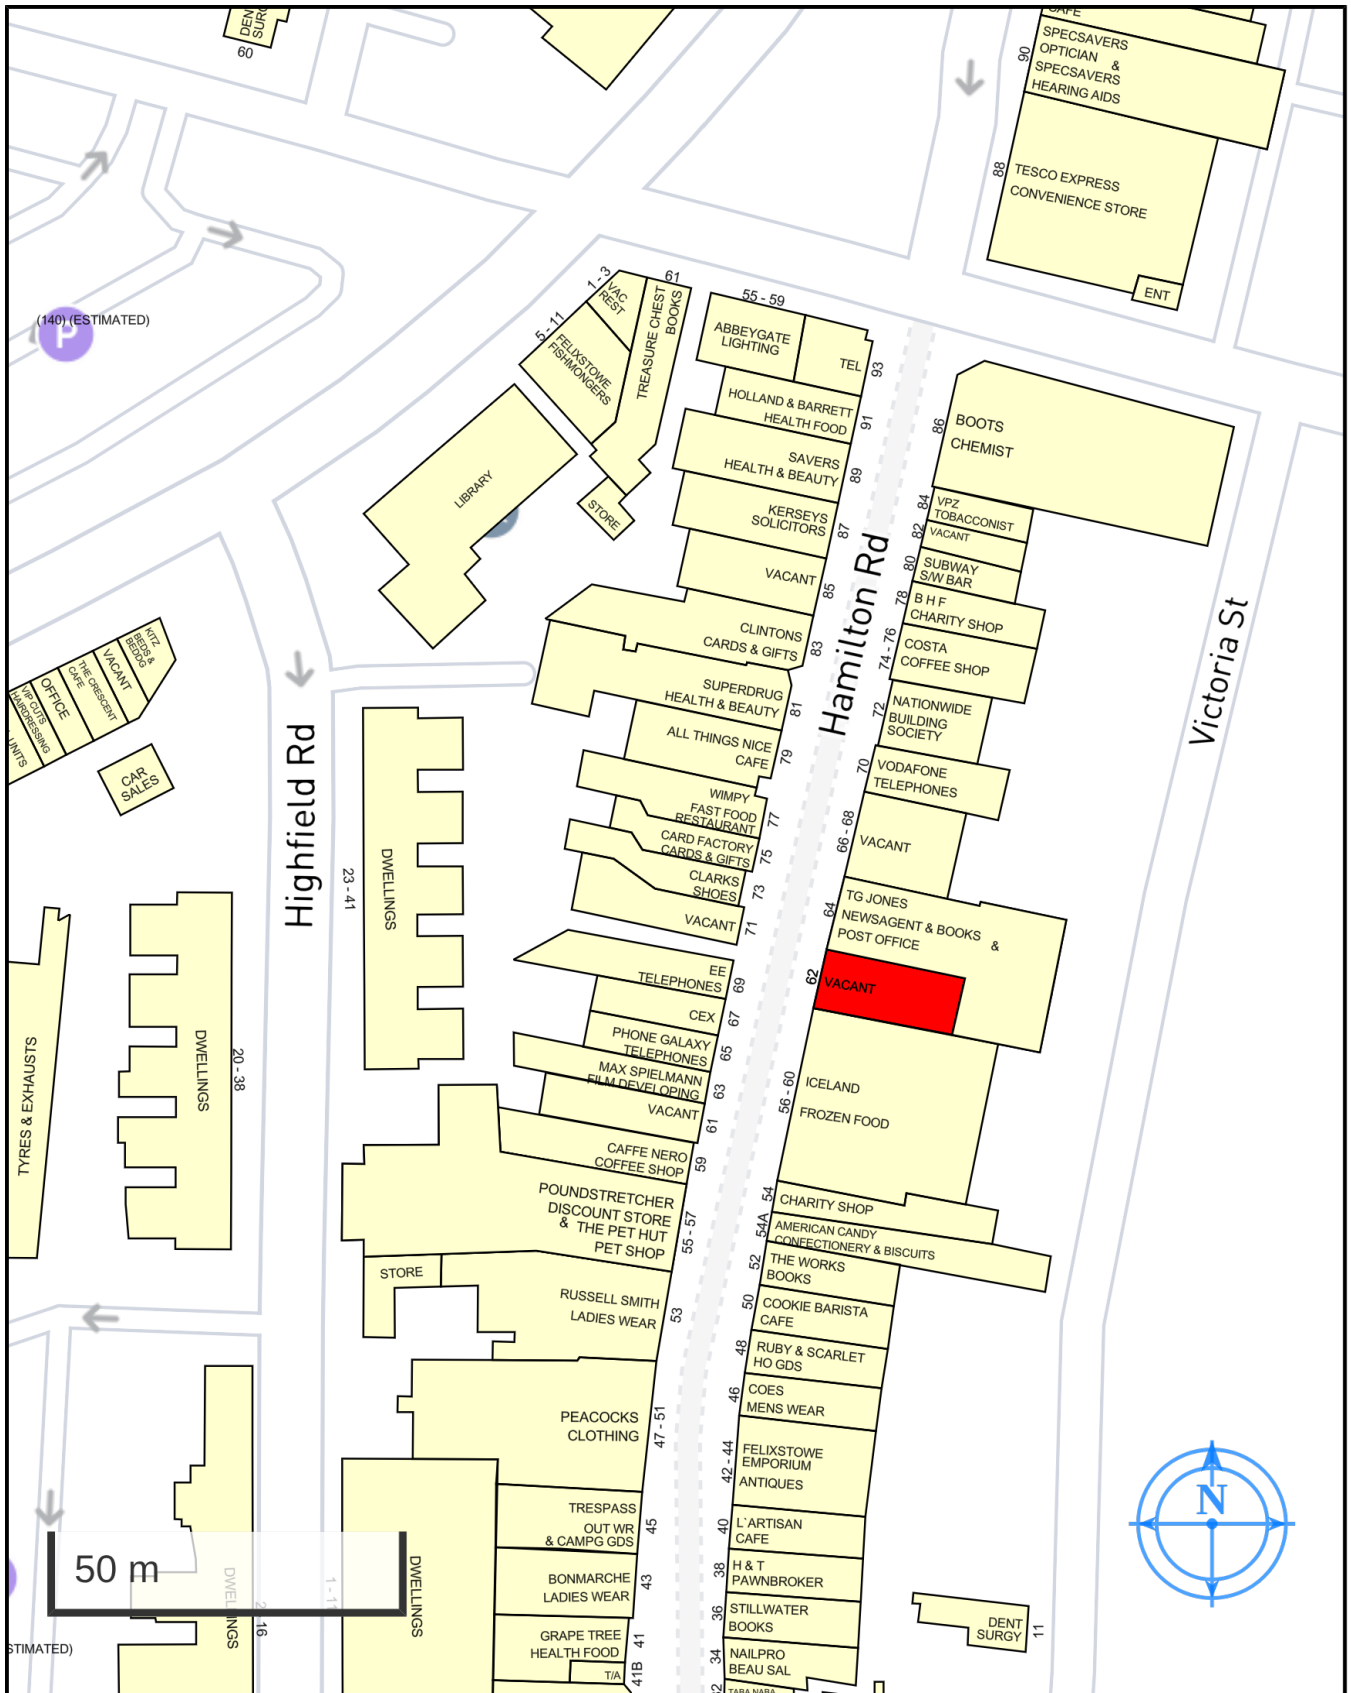 DEN
SURG
60
CAFE
SPECSAVERS
OPTICIAN &
SPECSAVERS
HEARING AIDS
90
TESCO EXPRESS
CONVENIENCE STORE
88
ENT
(140) (ESTIMATED)
P
1 - 3
VAC
REST
61
TREASURE CHEST
BOOKS
5 - 11
FELIXSTOWE
FISHMONGERS
55 - 59
ABBEYGATE
LIGHTING
TEL
93
HOLLAND & BARRETT
HEALTH FOOD
91
SAVERS
HEALTH & BEAUTY
89
KERSEYS
SOLICITORS
87
VACANT
85
CLINTONS
CARDS & GIFTS
83
SUPERDRUG
HEALTH & BEAUTY
81
ALL THINGS NICE
CAFE
79
WIMPY
FAST FOOD
RESTAURANT
77
CARD FACTORY
CARDS & GIFTS
75
CLARKS
SHOES
73
VACANT
71
EE
TELEPHONES
69
CEX
67
PHONE GALAXY
TELEPHONES
65
MAX SPIELMANN
FILM DEVELOPING
63
VACANT
61
CAFFE NERO
COFFEE SHOP
59
POUNDSTRETCHER
DISCOUNT STORE
& THE PET HUT
PET SHOP
55 - 57
STORE
RUSSELL SMITH
LADIES WEAR
53
PEACOCKS
CLOTHING
47 - 51
TRESPASS
OUT WR
& CAMPG GDS
45
BONMARCHE
LADIES WEAR
43
GRAPE TREE
HEALTH FOOD
41
T/A
41B
LIBRARY
STORE
Hamilton Rd
Victoria St
Highfield Rd
86
BOOTS
CHEMIST
84
VPZ
TOBACCONIST
82
VACANT
80
SUBWAY
S/W BAR
78
B H F
CHARITY SHOP
74 - 76
COSTA
COFFEE SHOP
72
NATIONWIDE
BUILDING
SOCIETY
70
VODAFONE
TELEPHONES
66 - 68
VACANT
64
TG JONES
NEWSAGENT & BOOKS &
POST OFFICE
62
VACANT
56 - 60
ICELAND
FROZEN FOOD
54
CHARITY SHOP
54A
AMERICAN CANDY
CONFECTIONERY & BISCUITS
52
THE WORKS
BOOKS
50
COOKIE BARISTA
CAFE
48
RUBY & SCARLET
HO GDS
46
COES
MENS WEAR
42 - 44
FELIXSTOWE
EMPORIUM
ANTIQUES
40
L`ARTISAN
CAFE
38
H & T
PAWNBROKER
36
STILLWATER
BOOKS
34
NAILPRO
BEAU SAL
TABA NABA
KITZ
BEDS &
BEDDG
VACANT
THE CRESCENT
CAFE
OFFICE
VIP CUTS
HAIRDRESSING
UNITS
CAR
SALES
DWELLINGS
23 - 41
DWELLINGS
20 - 38
TYRES & EXHAUSTS
DWELLINGS
2 - 16
1 - 11
DWELLINGS
50 m
STIMATED)
DENT
SURGY
11
N